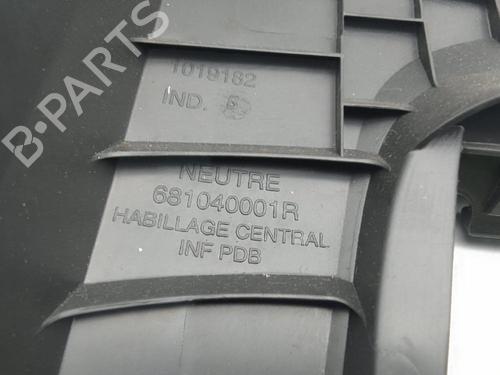 B-PARTS
1019182
IND.
NEUTRE
681040001R
HABILLAGE CENTRAL
INF PDB